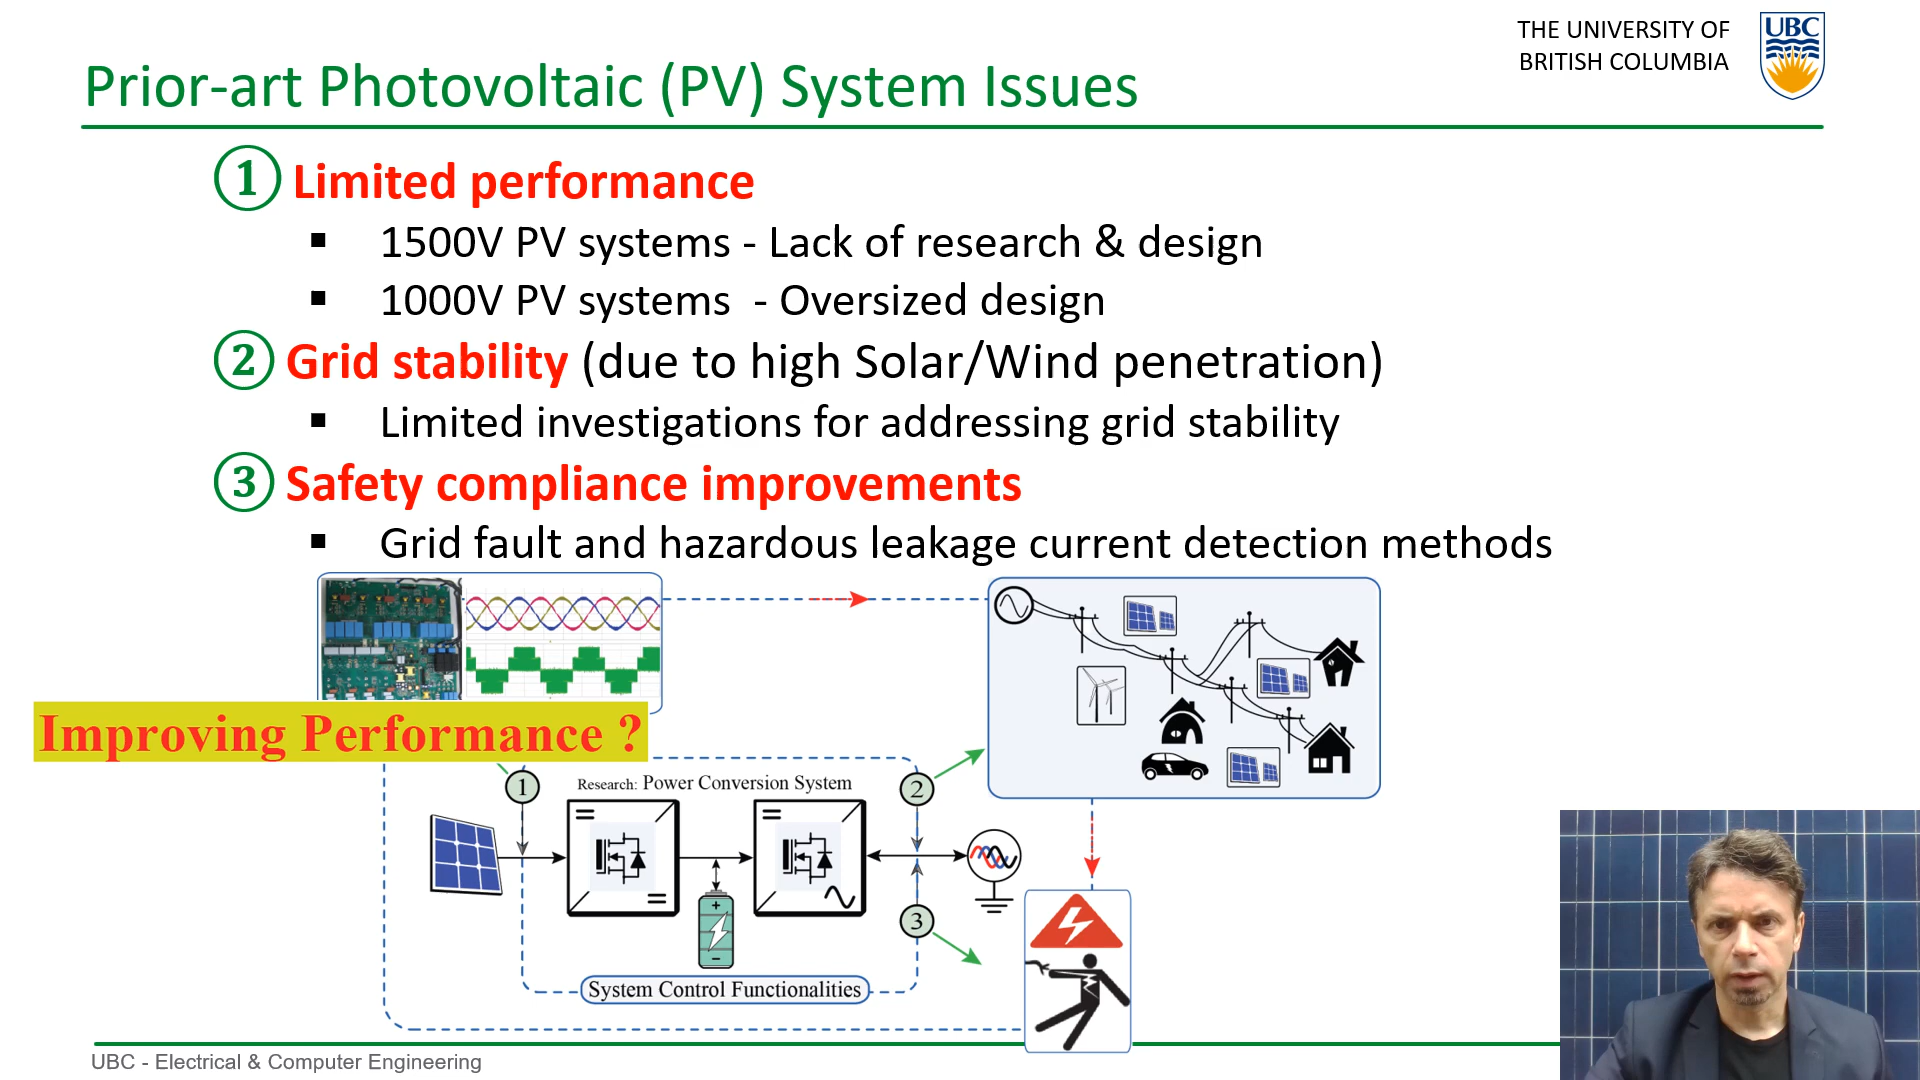 THE UNIVERSITY OF
BRITISH COLUMBIA
UBC
Prior-art Photovoltaic (PV) System Issues
① Limited performance
▪ 1500V PV systems - Lack of research & design
▪ 1000V PV systems - Oversized design
② Grid stability (due to high Solar/Wind penetration)
▪ Limited investigations for addressing grid stability
③ Safety compliance improvements
▪ Grid fault and hazardous leakage current detection methods
Improving Performance ?
Research: Power Conversion System
1
2
3
System Control Functionalities
UBC - Electrical & Computer Engineering